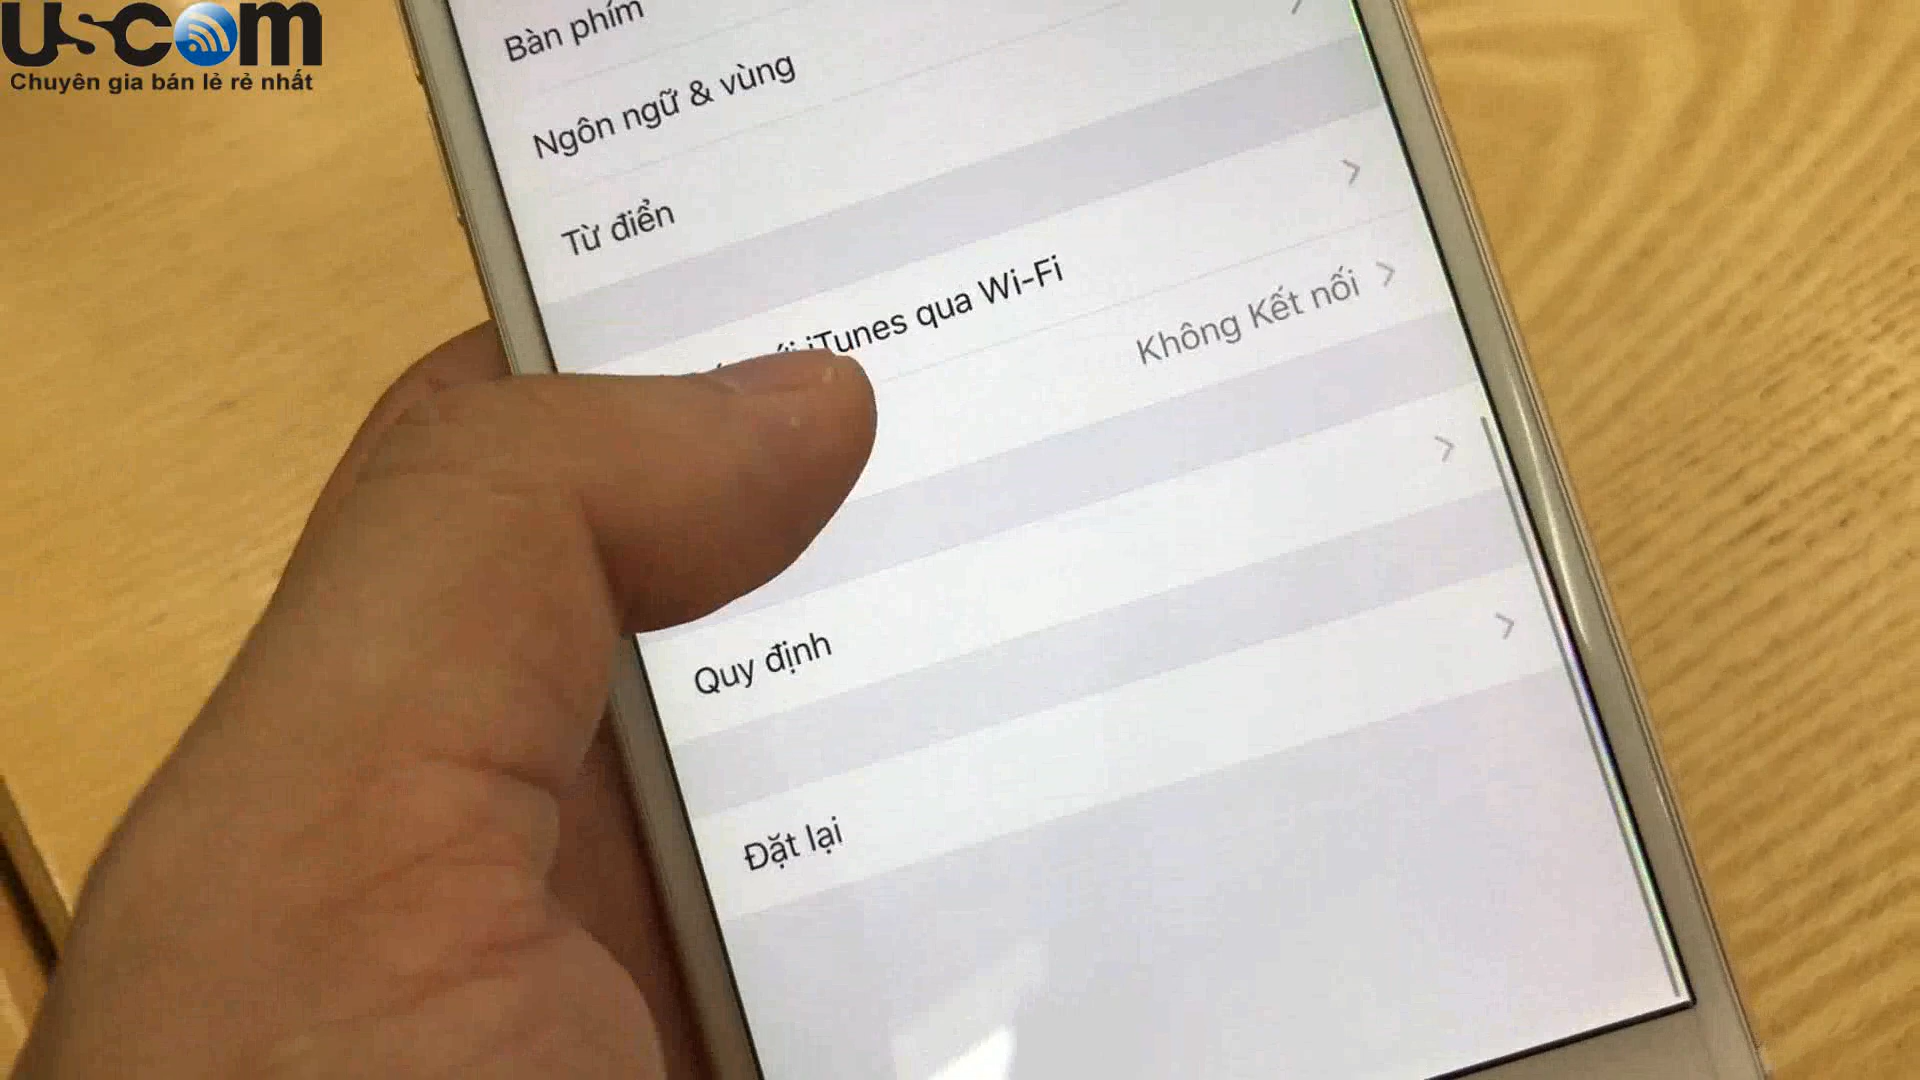 uscom
Chuyên gia bán lẻ rẻ nhất
Bàn phím
Ngôn ngữ & vùng
Từ điển
iTunes qua Wi-Fi
Không Kết nối
Quy định
Đặt lại